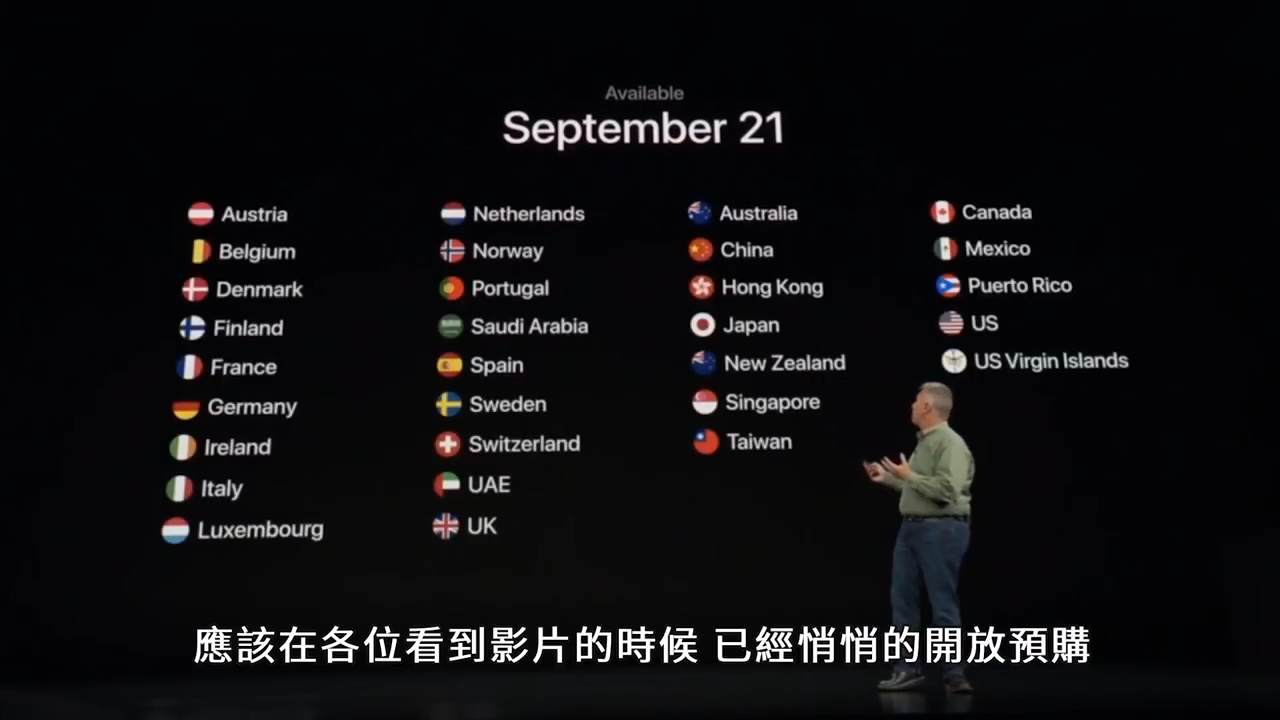 Available
September 21
Austria
Belgium
Denmark
Finland
France
Germany
Ireland
Italy
Luxembourg
Netherlands
Norway
Portugal
Saudi Arabia
Spain
Sweden
Switzerland
UAE
UK
Australia
China
Hong Kong
Japan
New Zealand
Singapore
Taiwan
Canada
Mexico
Puerto Rico
US
US Virgin Islands
應該在各位看到影片的時候 已經悄悄的開放預購